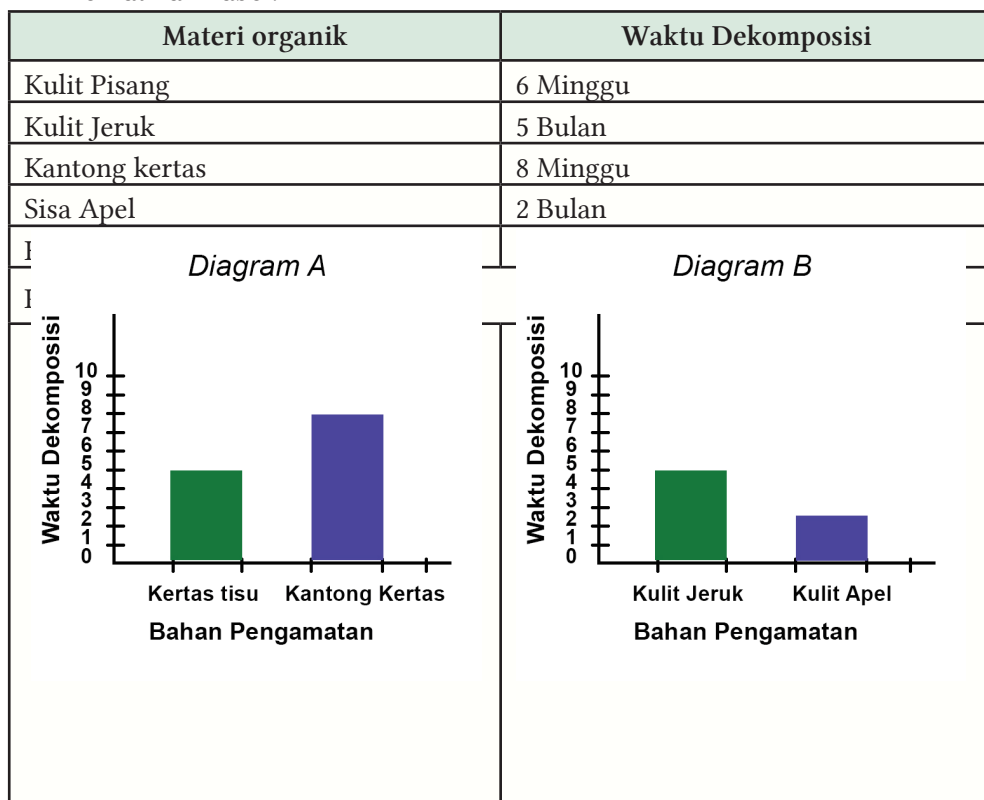 Materi organik Waktu Dekomposisi
Kulit Pisang 6 Minggu
Kulit Jeruk 5 Bulan
Kantong kertas 8 Minggu
Sisa Apel 2 Bulan
Diagram A
Waktu Dekomposisi
10
9
8
7
6
5
4
3
2
1
0
Kertas tisu Kantong Kertas
Bahan Pengamatan
Diagram B
Waktu Dekomposisi
10
9
8
7
6
5
4
3
2
1
0
Kulit Jeruk Kulit Apel
Bahan Pengamatan